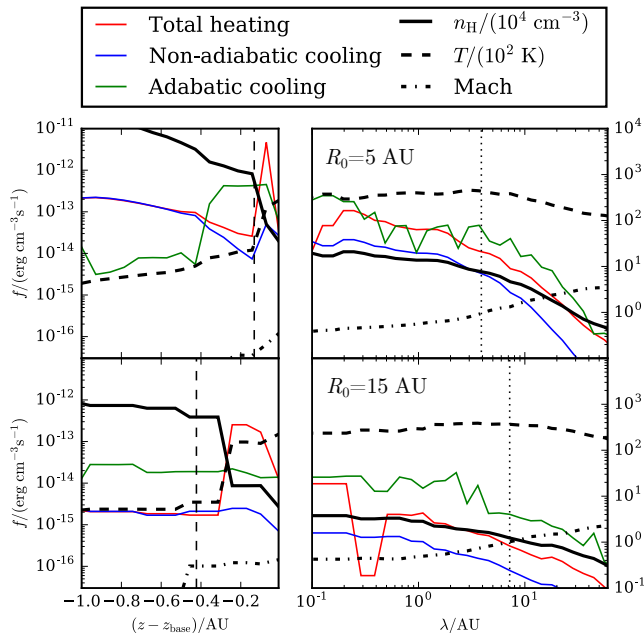 Total heating
Non-adiabatic cooling
Adabatic cooling
n_H/(10^4 cm^−3)
T/(10^2 K)
Mach
10^−11
10^−12
10^−13
10^−14
10^−15
10^−16
f/(erg cm^−3s^−1)
R_0=5 AU
10^4
10^3
10^2
10^1
10^0
10^−12
10^−13
10^−14
10^−15
10^−16
f/(erg cm^−3s^−1)
R_0=15 AU
10^3
10^2
10^1
10^0
10^−1
−1.0 −0.8 −0.6 −0.4 −0.2
(z − z_base)/AU
10^−1 10^0 10^1
λ/AU